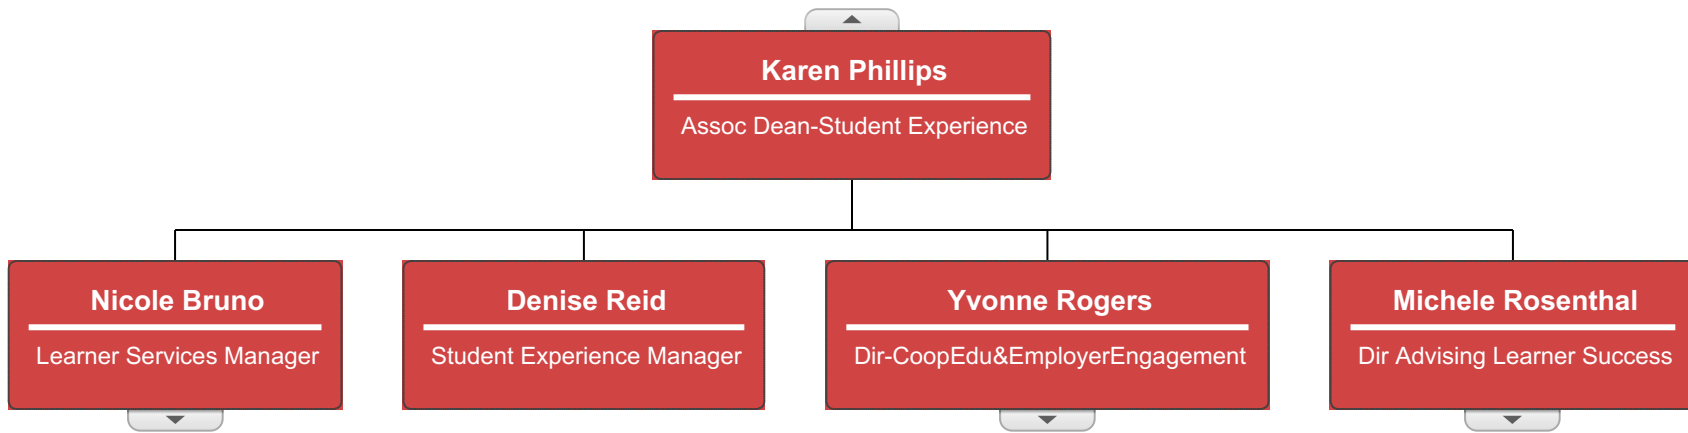 Karen Phillips
Assoc Dean-Student Experience
Nicole Bruno
Learner Services Manager
Denise Reid
Student Experience Manager
Yvonne Rogers
Dir-CoopEdu&EmployerEngagement
Michele Rosenthal
Dir Advising Learner Success